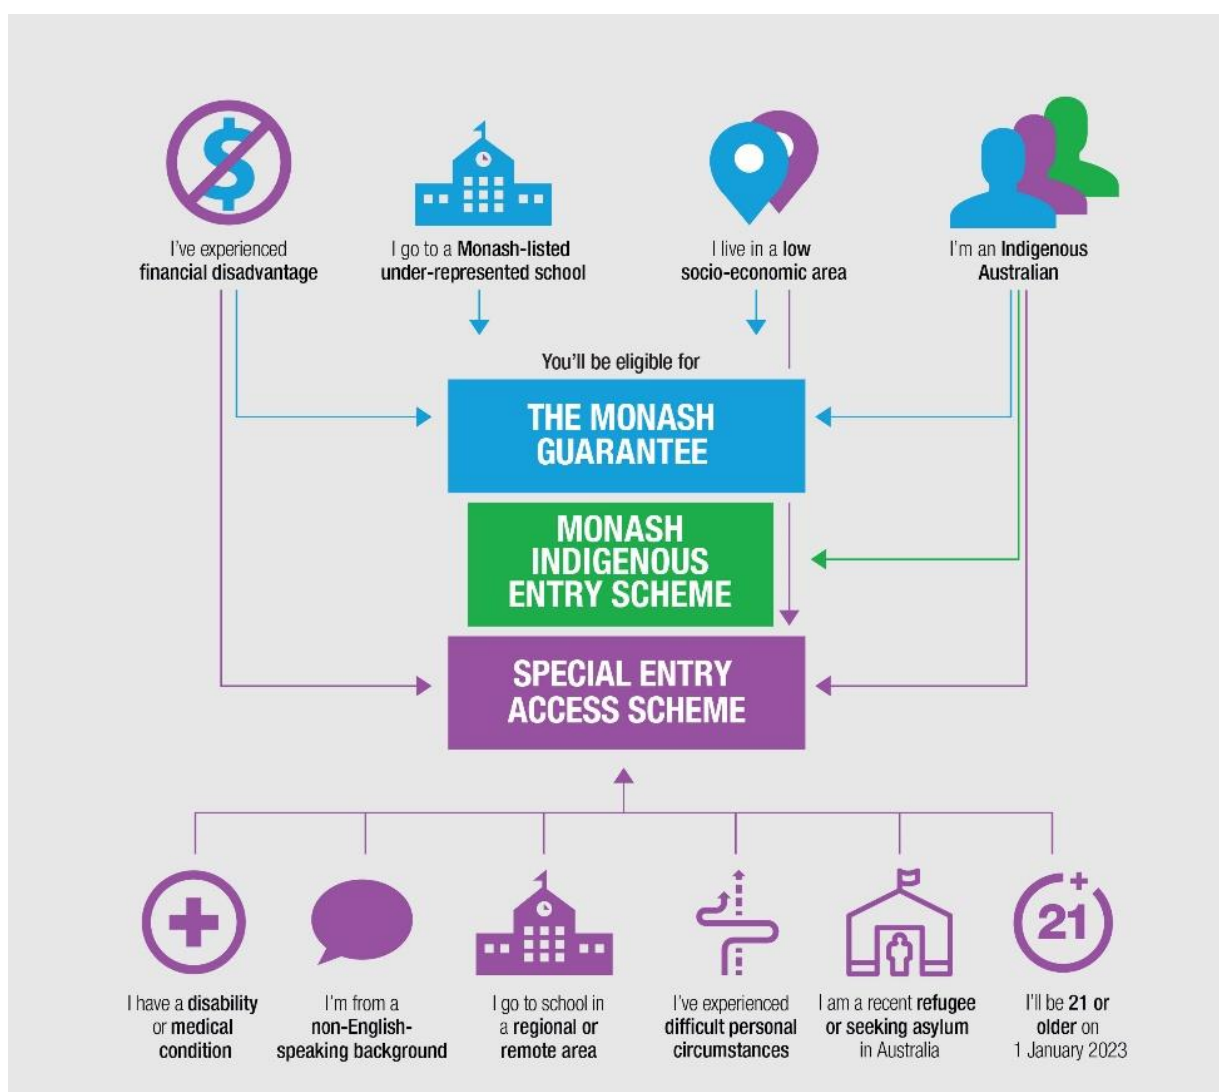 I've experienced
financial disadvantage
I go to a Monash-listed
under-represented school
I live in a low
socio-economic area
I'm an Indigenous
Australian
You'll be eligible for
THE MONASH
GUARANTEE
MONASH
INDIGENOUS
ENTRY SCHEME
SPECIAL ENTRY
ACCESS SCHEME
21+
I have a disability
or medical
condition
I'm from a
non-English-
speaking background
I go to school in
a regional or
remote area
I've experienced
difficult personal
circumstances
I am a recent refugee
or seeking asylum
in Australia
I'll be 21 or
older on
1 January 2023